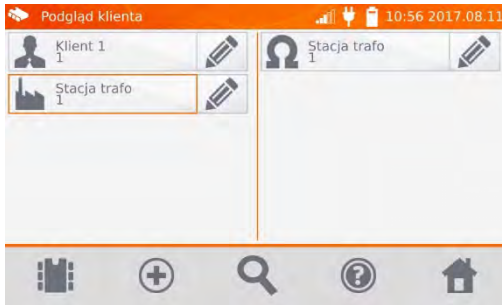 Podgląd klienta
10:56 2017.08.11
Klient 1
1
Stacja trafo
1
Stacja trafo
1